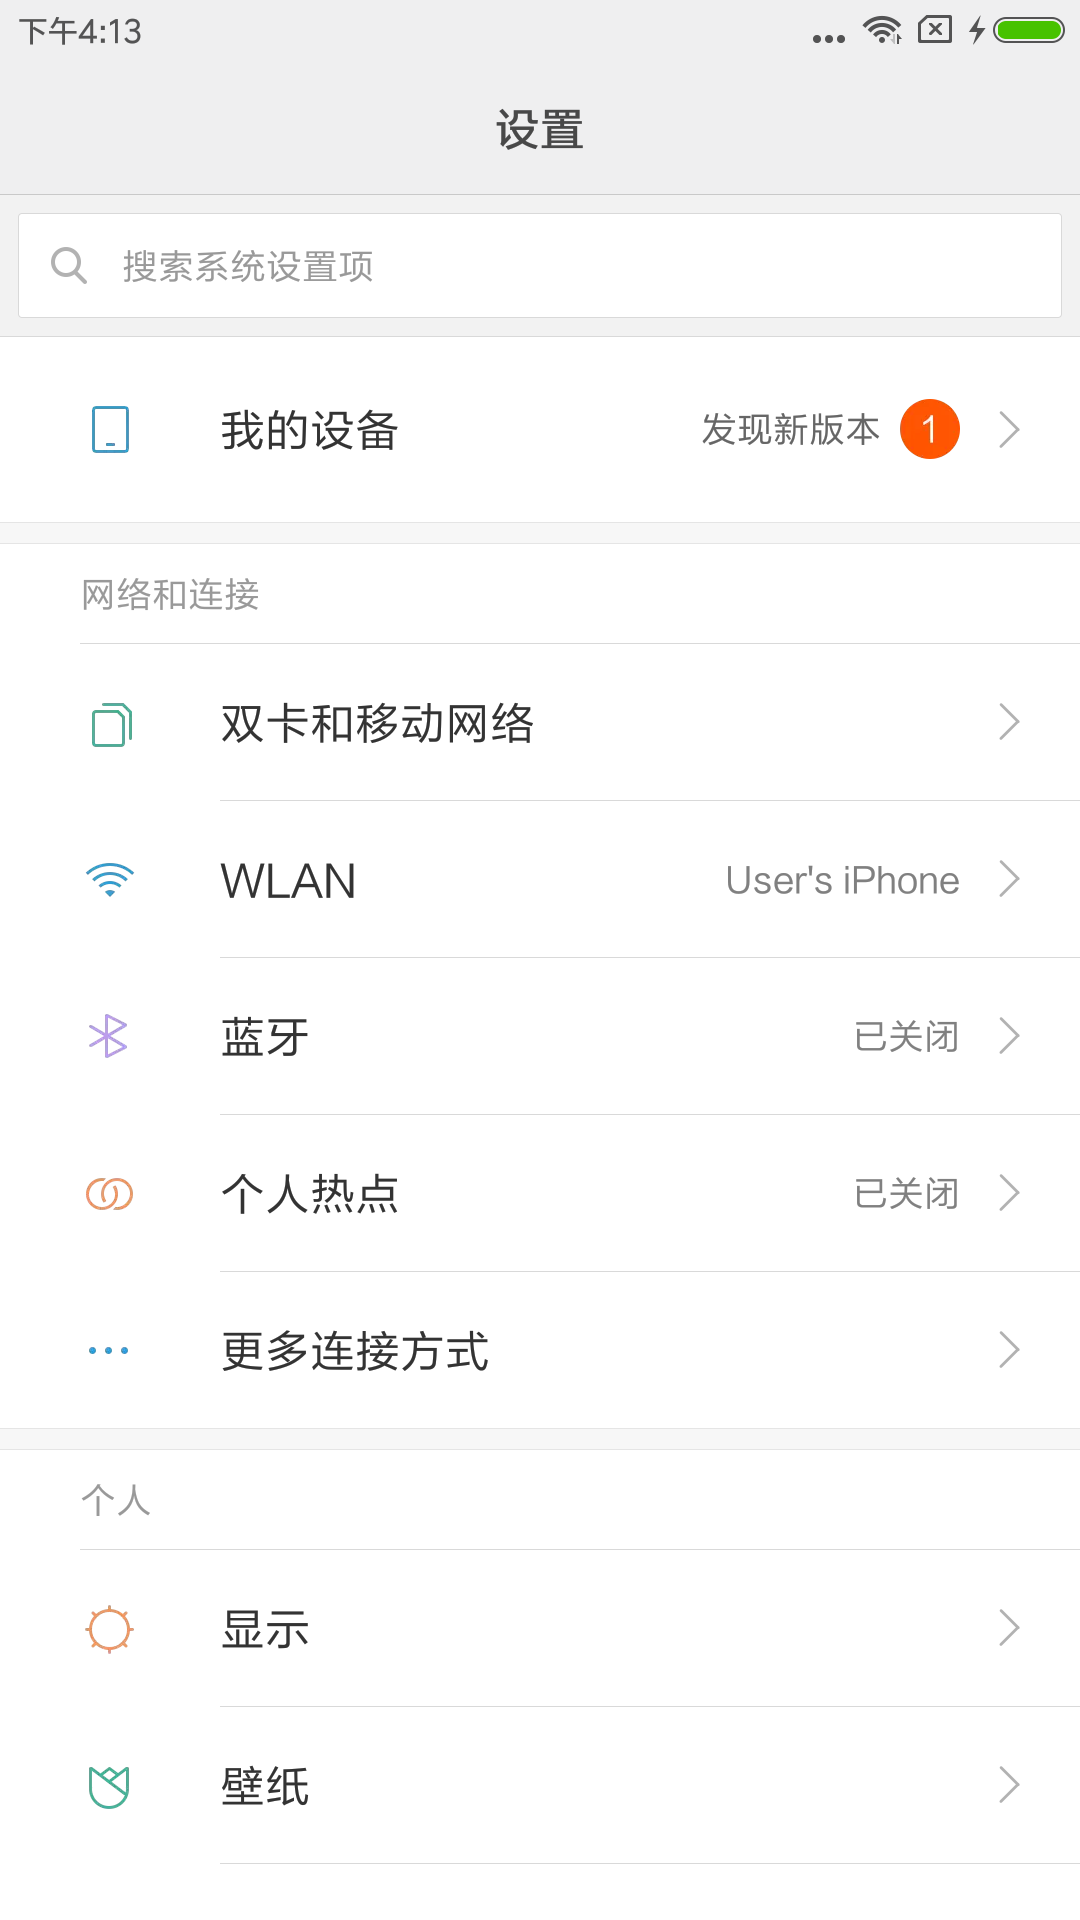 下午4:13
设置
搜索系统设置项
我的设备
发现新版本 1
网络和连接
双卡和移动网络
WLAN
User's iPhone
蓝牙
已关闭
个人热点
已关闭
更多连接方式
个人
显示
壁纸